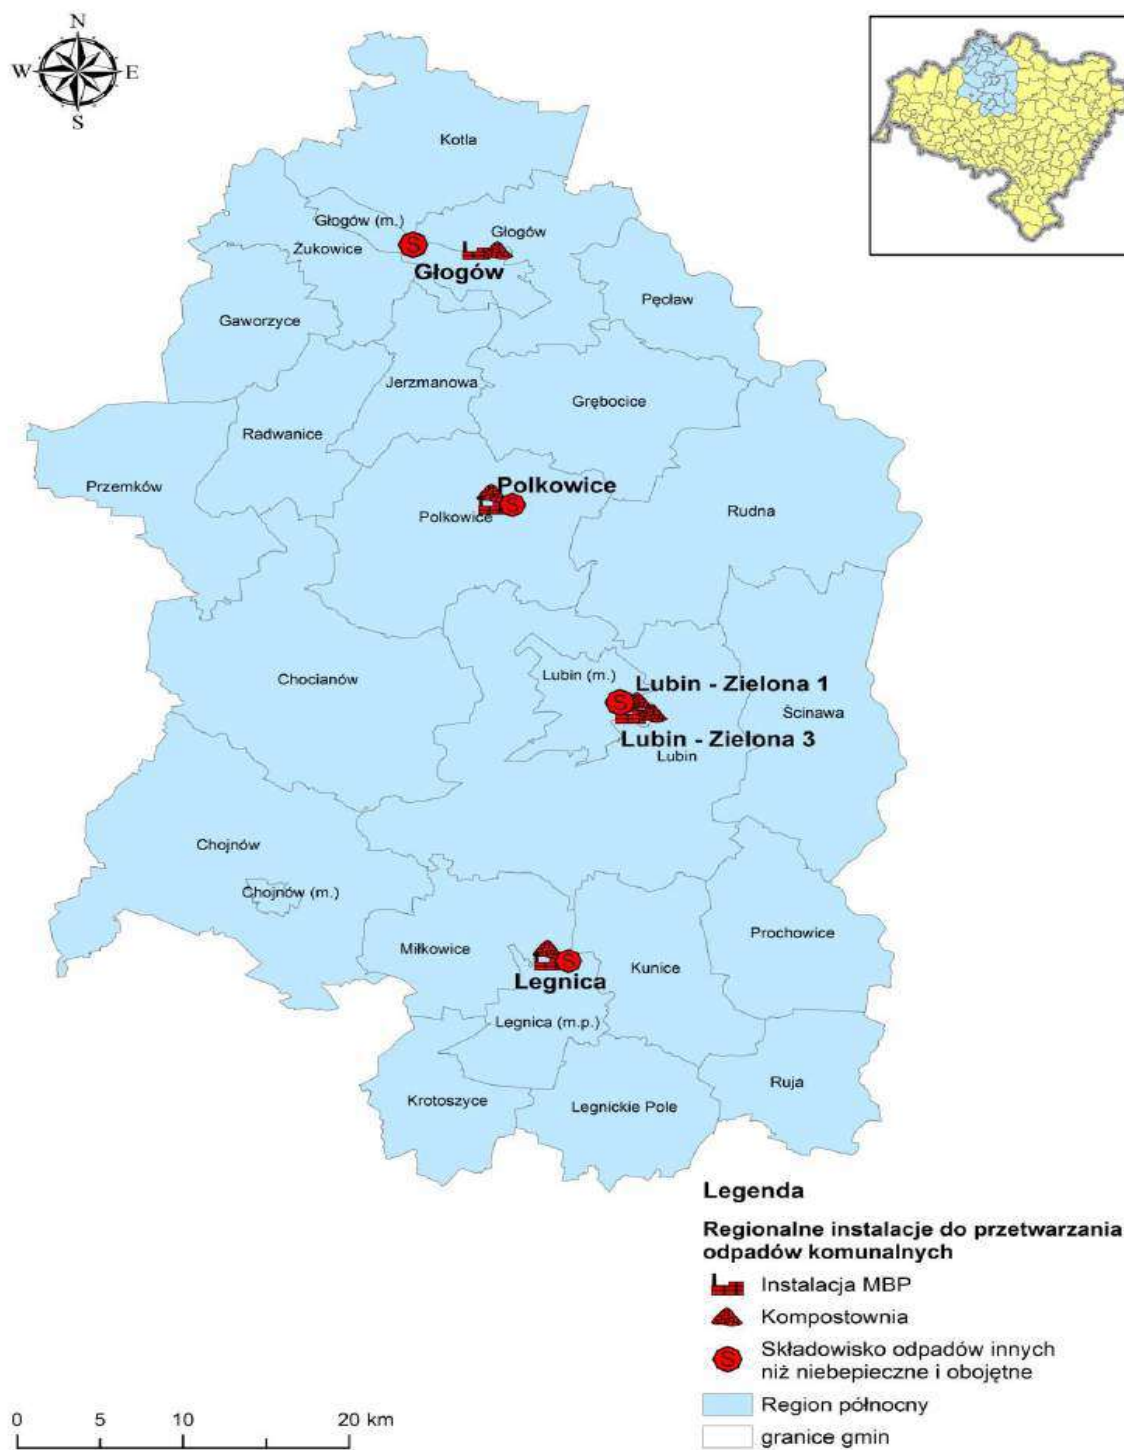 N
W E
S
Kotla
Głogów (m.)
Głogów
Żukowice
S
Głogów
Pęcław
Gaworzyce
Jerzmanowa
Grębocice
Radwanice
Przemków
Polkowice
S
Polkowice
Rudna
Lubin (m.)
Chocianów
Lubin - Zielona 1
S
Ścinawa
Lubin - Zielona 3
Lubin
Chojnów
Chojnów (m.)
Prochowice
Miłkowice
S
Kunice
Legnica
Legnica (m.p.)
Ruja
Krotoszyce
Legnickie Pole
Legenda
Regionalne instalacje do przetwarzania
odpadów komunalnych
Instalacja MBP
Kompostownia
S
Składowisko odpadów innych
niż niebepieczne i obojętne
Region północny
granice gmin
0 5 10 20 km